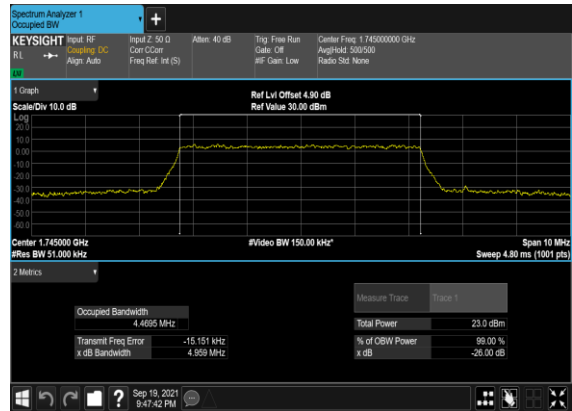 Spectrum Analyzer 1
Occupied BW
+
KEYSIGHT Input: RF Input Z: 50 Ω Atten: 40 dB Trig: Free Run Center Freq: 1.745000000 GHz
RL Coupling: DC Corr CCorr Gate: Off Avg|Hold: 500/500
Align: Auto Freq Ref: Int (S) #IF Gain: Low Radio Std: None
1 Graph
Ref Lvl Offset 4.90 dB
Scale/Div 10.0 dB Ref Value 30.00 dBm
Log
20.0
10.0
0.00
-10.0
-20.0
-30.0
-40.0
-50.0
-60.0
Center 1.745000 GHz #Video BW 150.00 kHz* Span 10 MHz
#Res BW 51.000 kHz Sweep 4.80 ms (1001 pts)
2 Metrics
Measure Trace Trace 1
Occupied Bandwidth
4.4695 MHz Total Power 23.0 dBm
Transmit Freq Error -15.151 kHz % of OBW Power 99.00 %
x dB Bandwidth 4.959 MHz x dB -26.00 dB
? Sep 19, 2021
9:47:42 PM